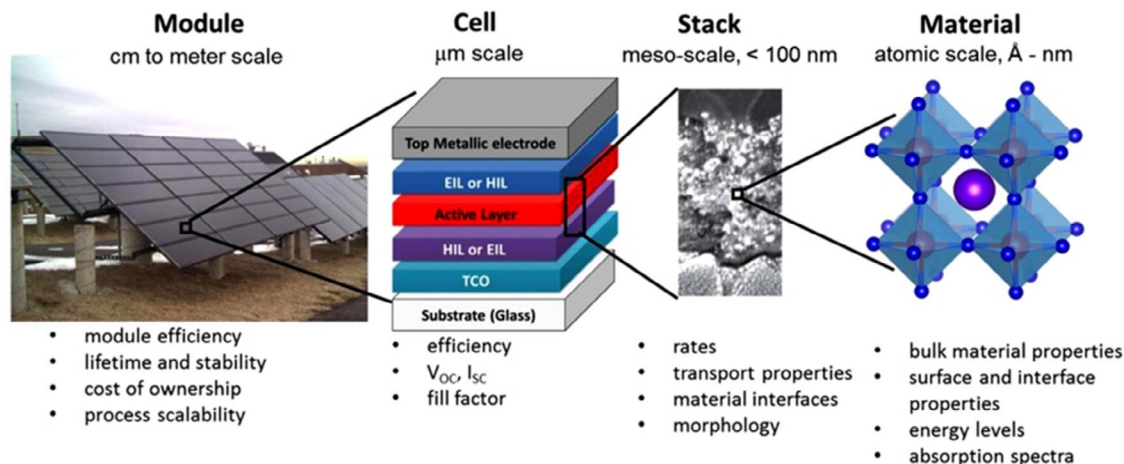 Module
cm to meter scale
Cell
μm scale
Top Metallic electrode
EIL or HIL
Active Layer
HIL or EIL
TCO
Substrate (Glass)
Stack
meso-scale, < 100 nm
Material
atomic scale, Å - nm
• module efficiency
• lifetime and stability
• cost of ownership
• process scalability
• efficiency
• V_OC, I_SC
• fill factor
• rates
• transport properties
• material interfaces
• morphology
• bulk material properties
• surface and interface
properties
• energy levels
• absorption spectra